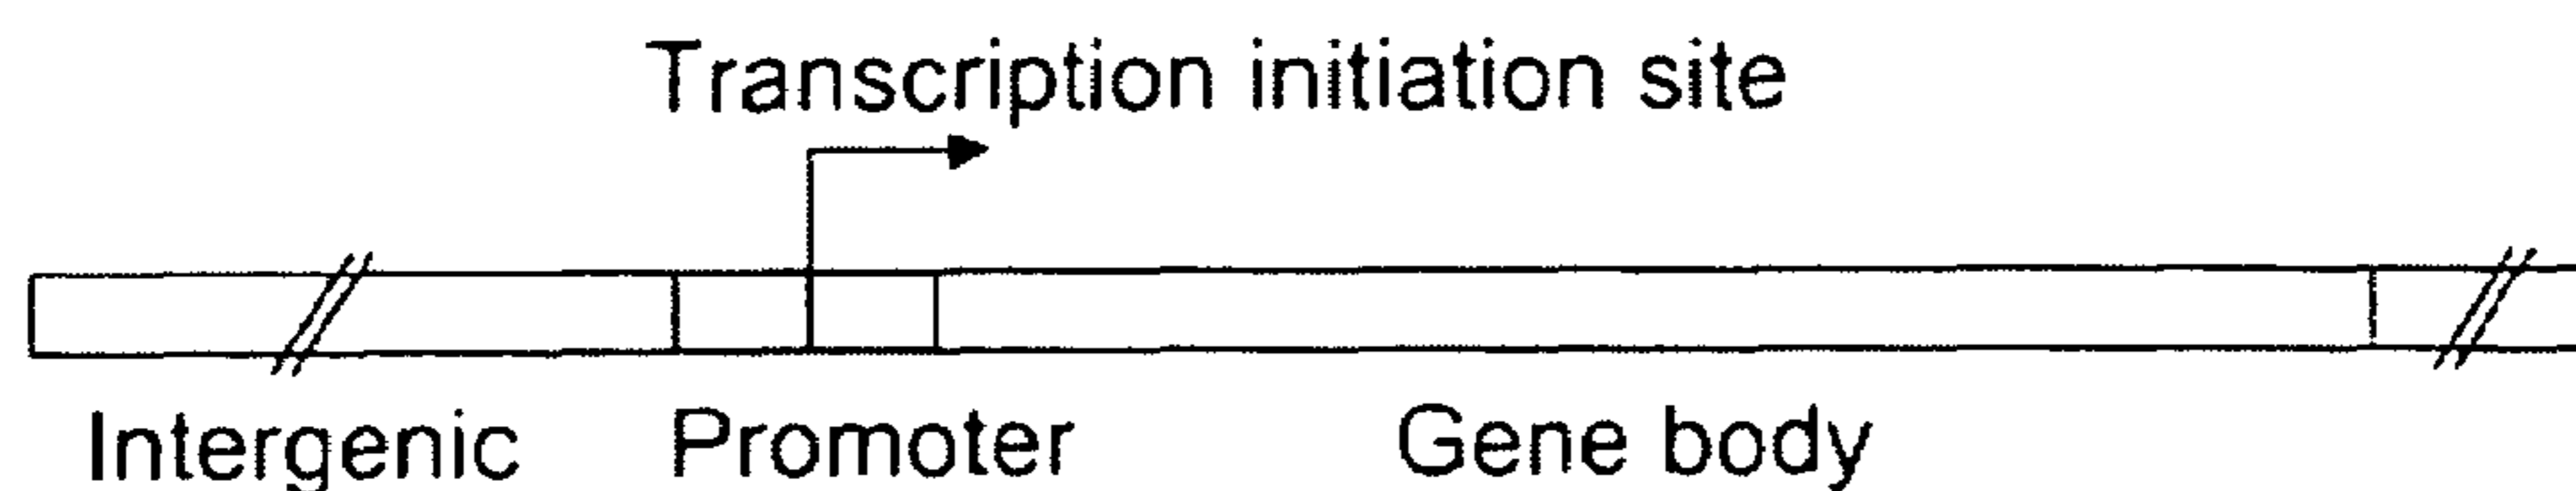 Transcription initiation site
Intergenic Promoter Gene body